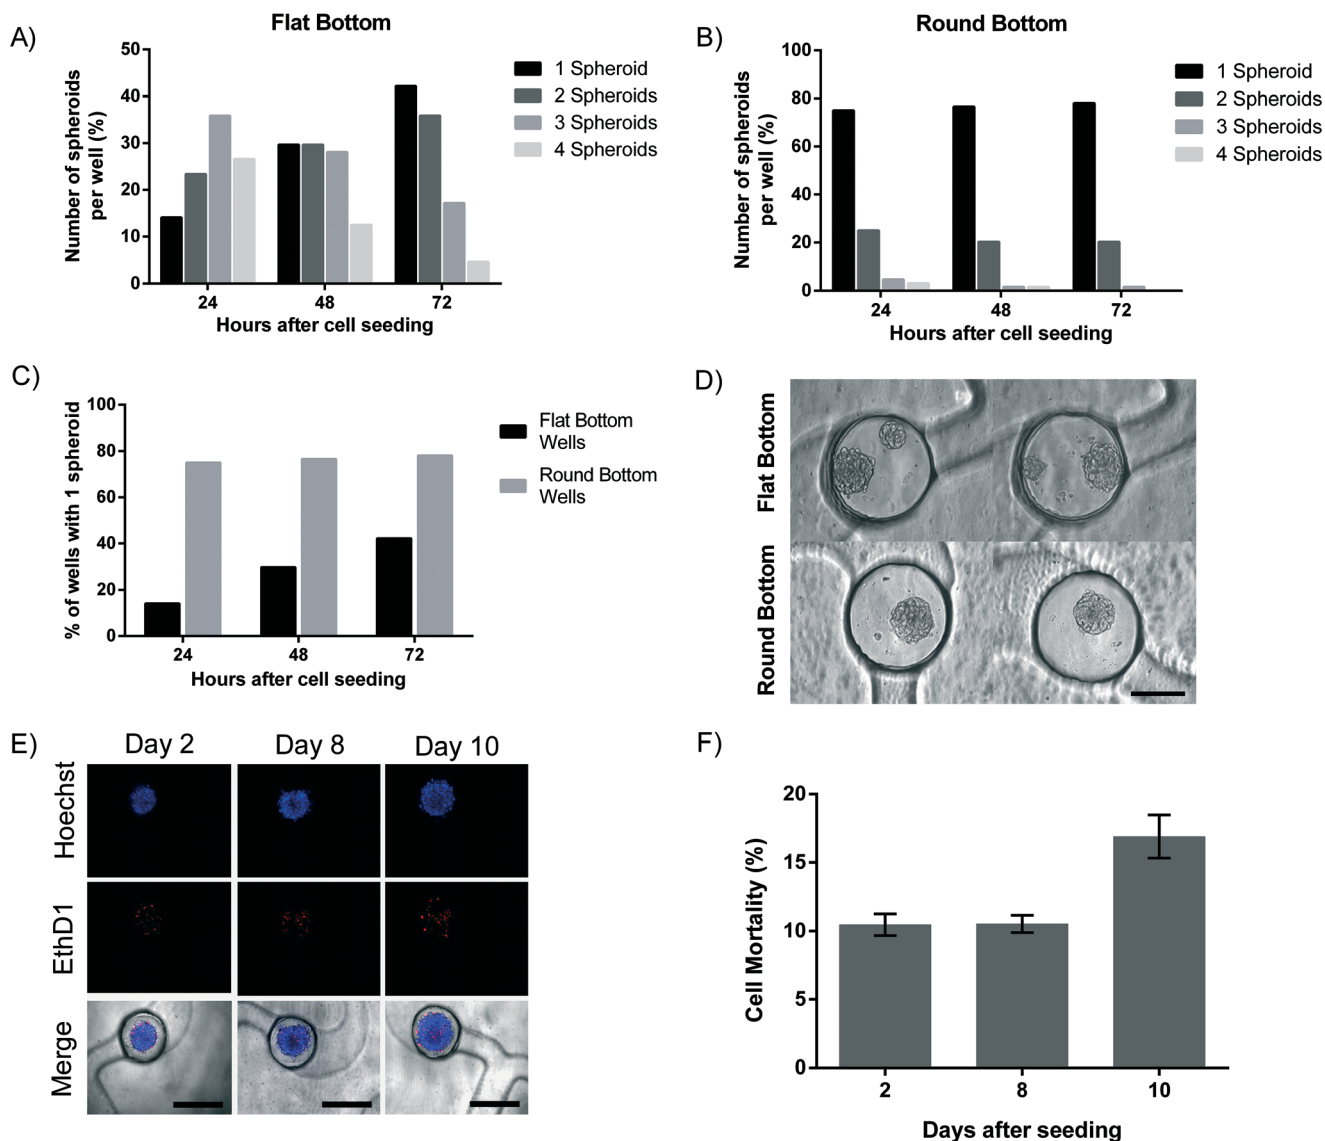 A)
Flat Bottom
Number of spheroids
per well (%)
50
40
30
20
10
0
24
48
72
Hours after cell seeding
1 Spheroid
2 Spheroids
3 Spheroids
4 Spheroids
B)
Round Bottom
Number of spheroids
per well (%)
100
80
60
40
20
0
24
48
72
Hours after cell seeding
1 Spheroid
2 Spheroids
3 Spheroids
4 Spheroids
C)
% of wells with 1 spheroid
100
80
60
40
20
0
24
48
72
Hours after cell seeding
Flat Bottom
Wells
Round Bottom
Wells
D)
Flat Bottom
Round Bottom
E)
Day 2
Day 8
Day 10
Hoechst
EthD1
Merge
F)
Cell Mortality (%)
20
15
10
5
0
2
8
10
Days after seeding